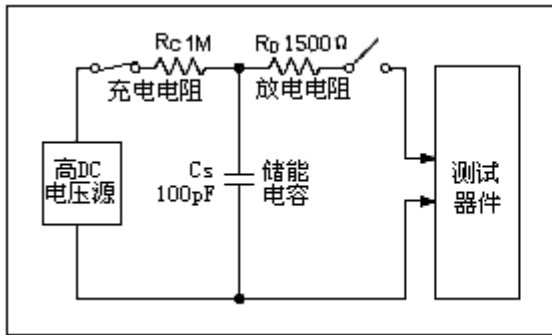 Rc 1M
RD 1500Ω
充电电阻
放电电阻
高DC
电压源
Cs
100pF
储能
电容
测试
器件